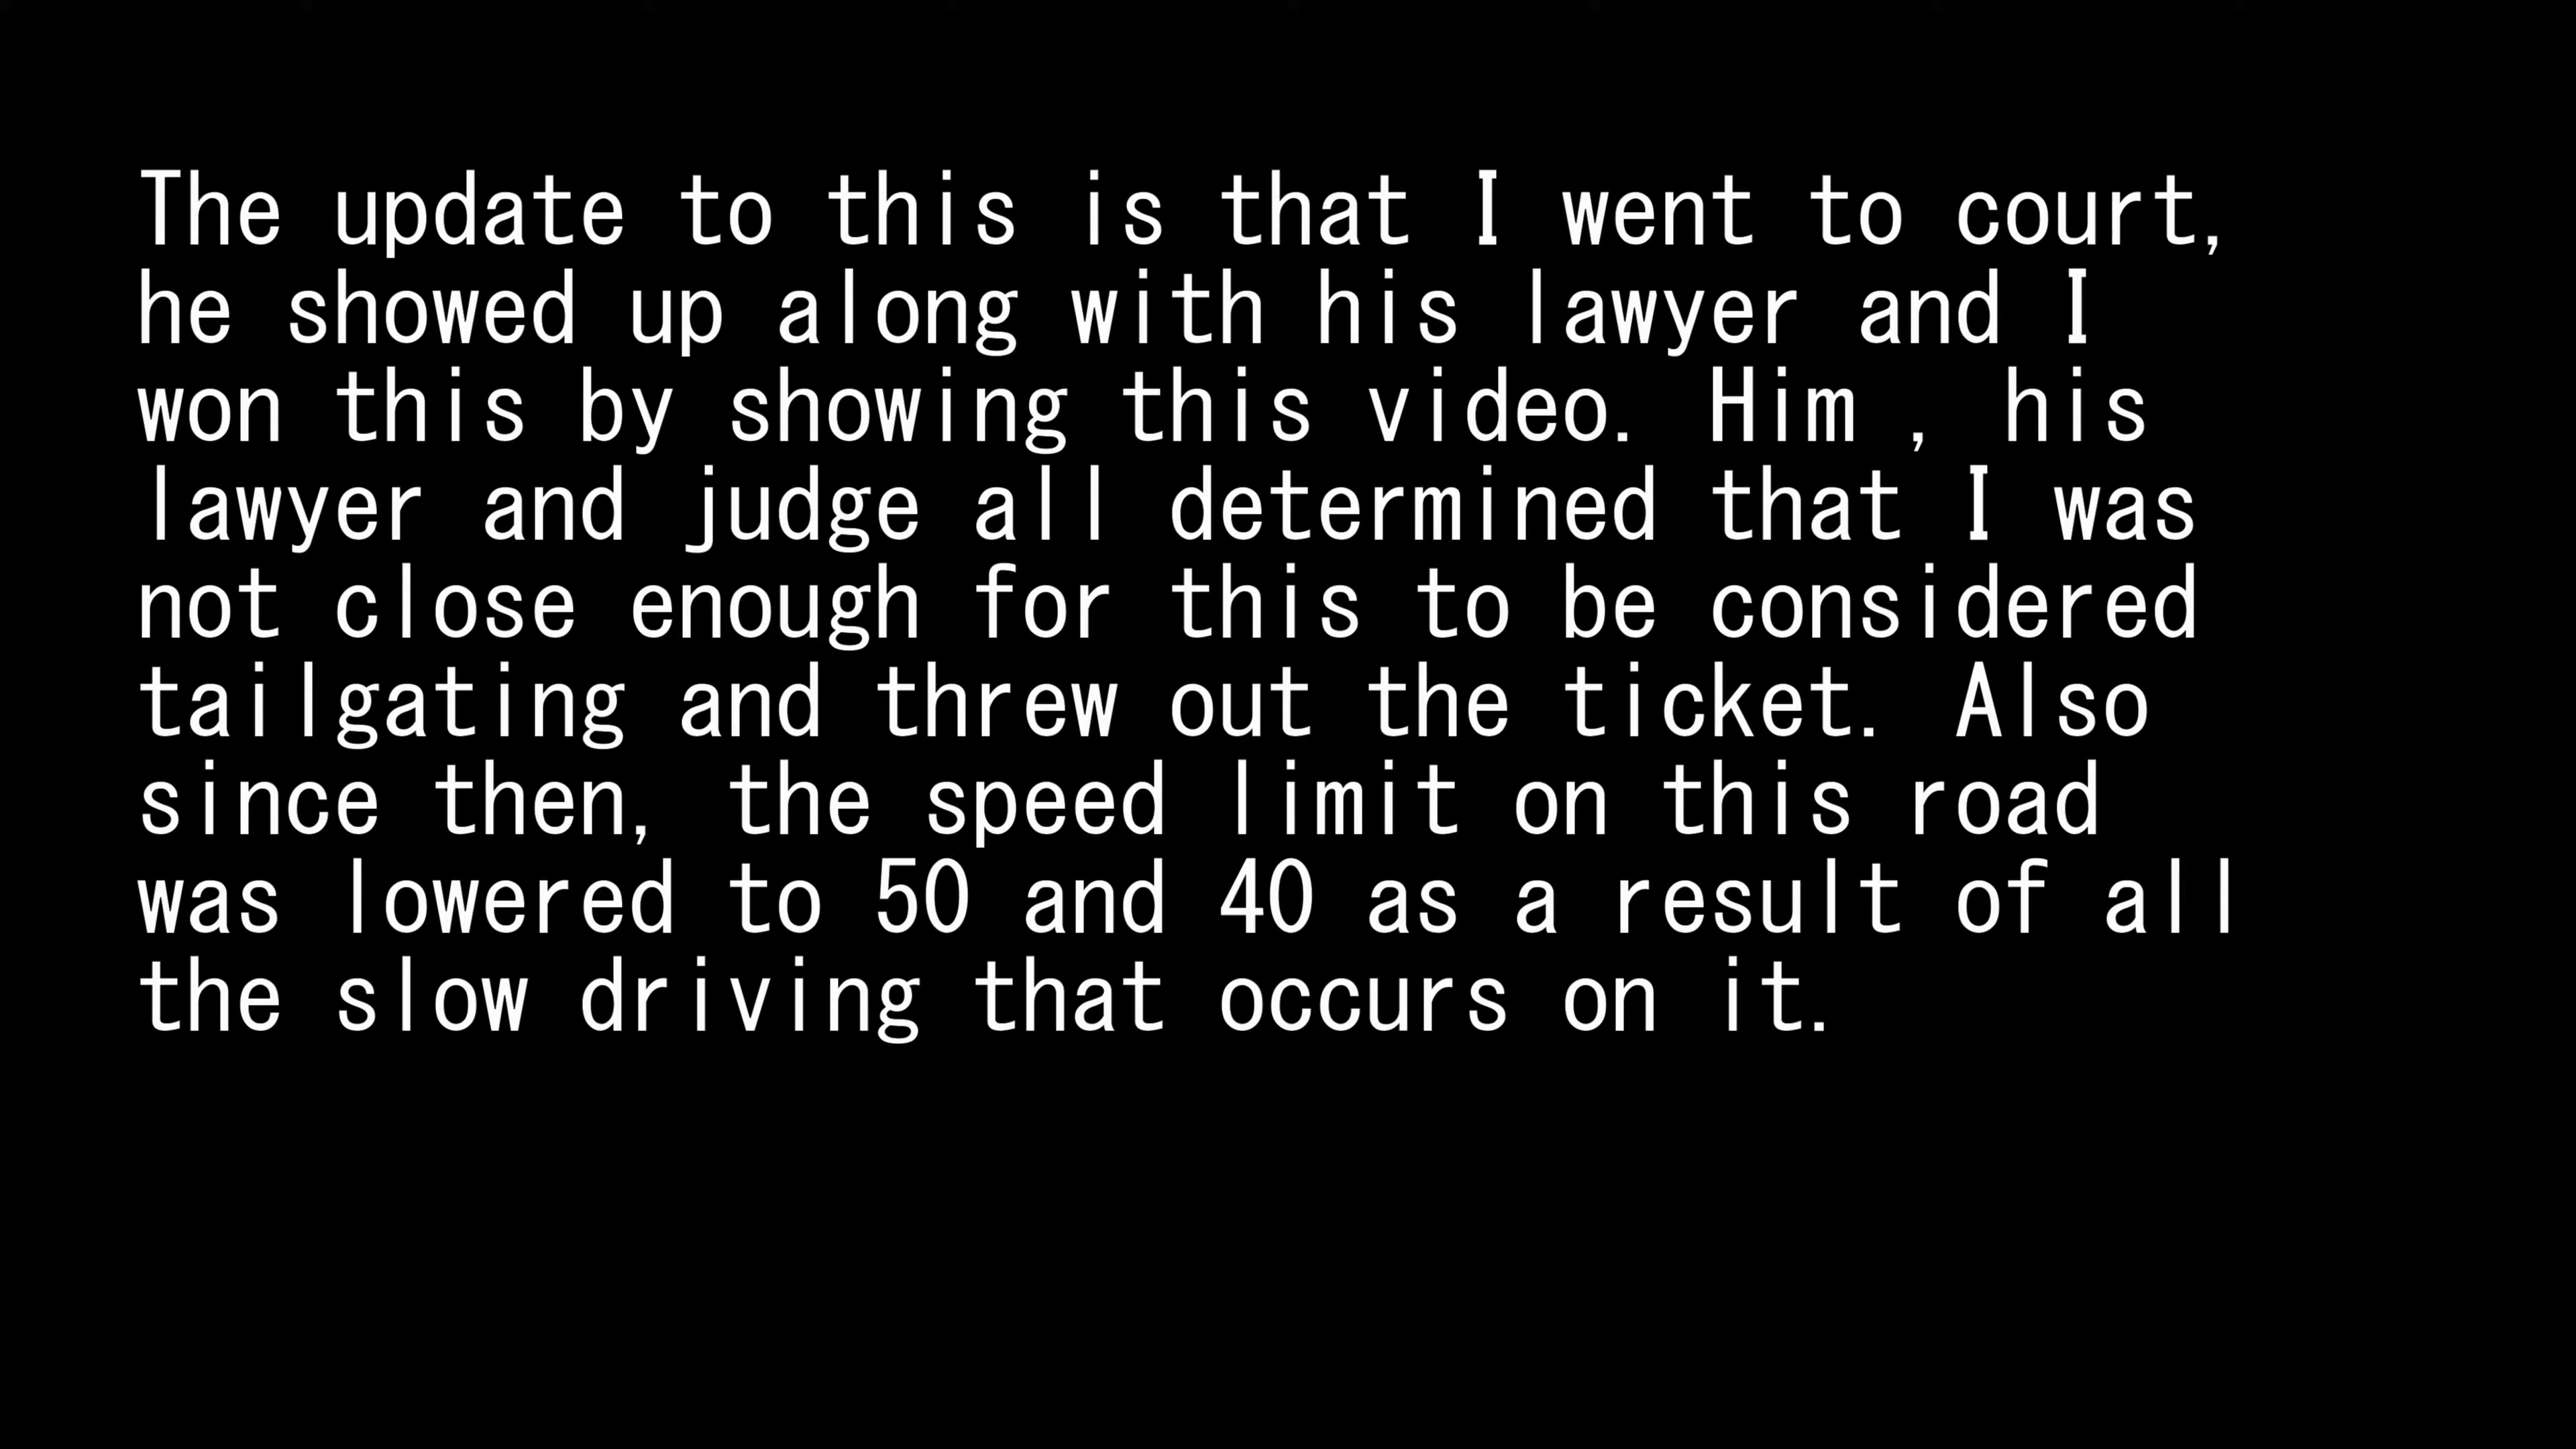 The update to this is that I went to court,
he showed up along with his lawyer and I
won this by showing this video. Him , his
lawyer and judge all determined that I was
not close enough for this to be considered
tailgating and threw out the ticket. Also
since then, the speed limit on this road
was lowered to 50 and 40 as a result of all
the slow driving that occurs on it.